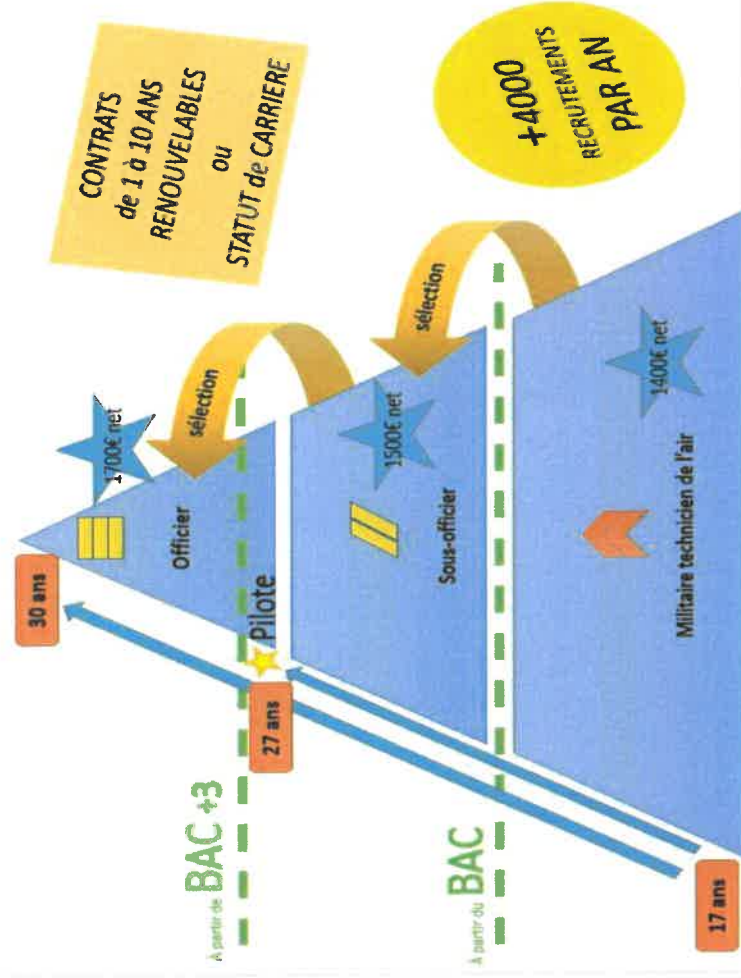 CONTRATS
de 1 à 10 ANS
RENOUVELABLES
ou
STATUT de CARRIERE
30 ans
1700€ net
Officier
sélection
À partir de BAC +3
27 ans
Pilote
+4000
RECRUTEMENTS
PAR AN
1500€ net
Sous-officier
sélection
À partir du BAC
1400€ net
Militaire technicien de l'air
17 ans